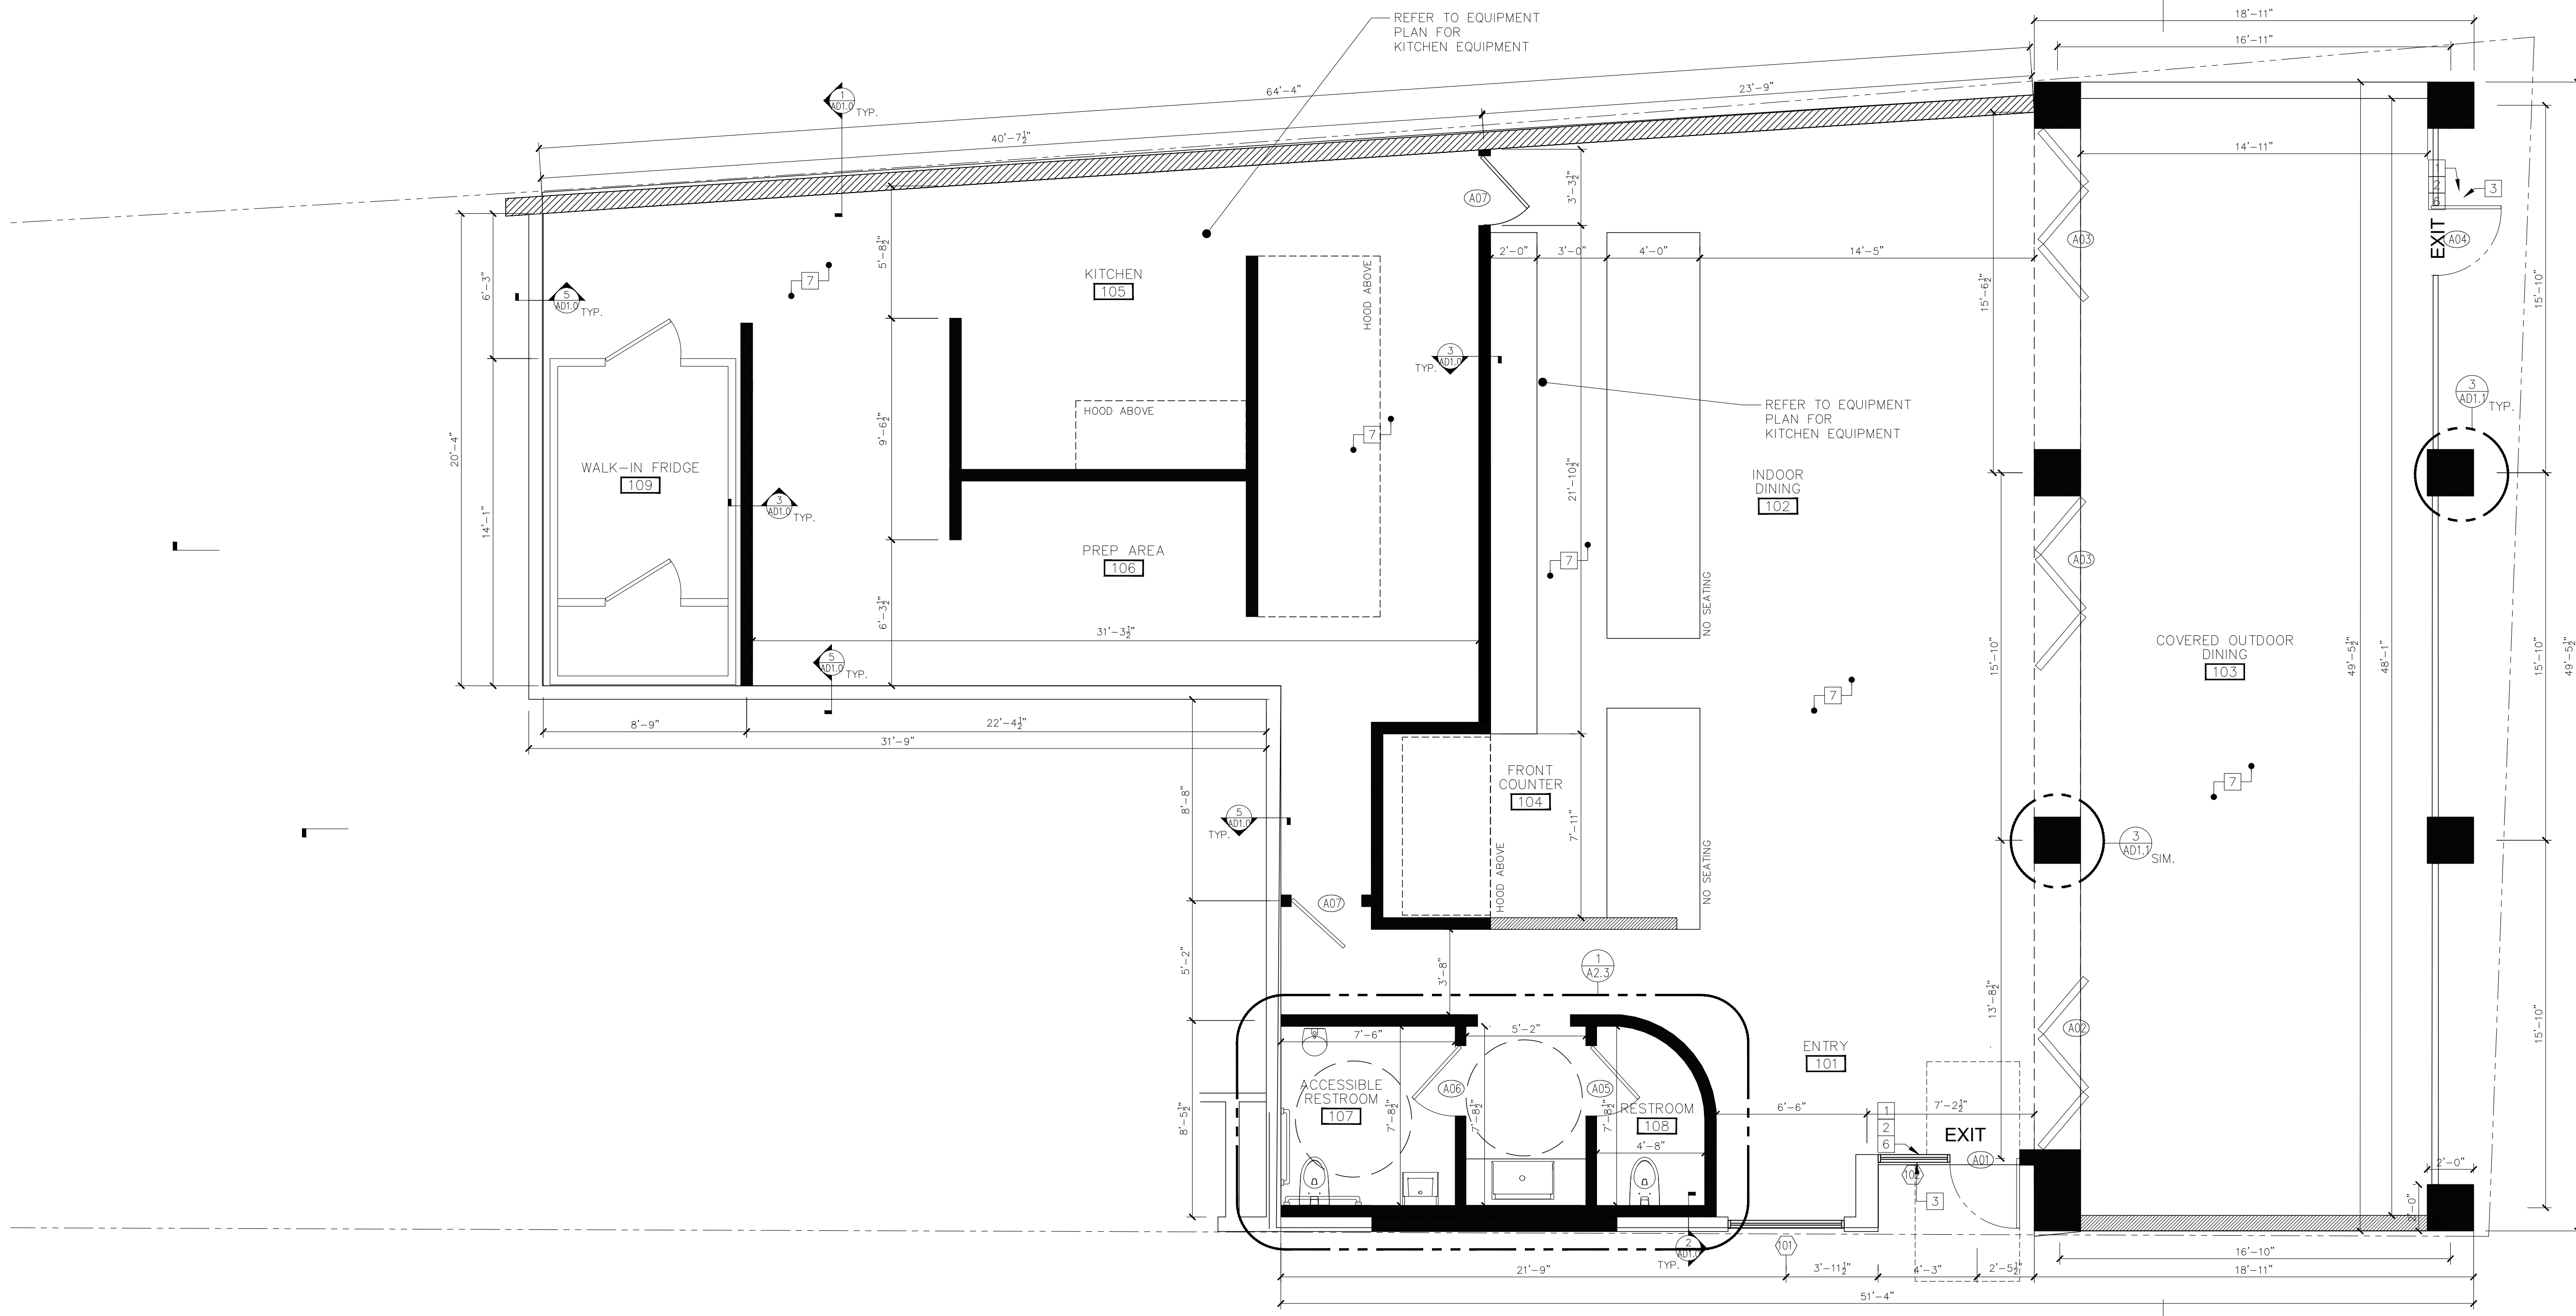 REFER TO EQUIPMENT
PLAN FOR
KITCHEN EQUIPMENT
18'-11"
16'-11"
64'-4"
23'-9"
40'-7½"
1
AD1.0
TYP.
14'-11"
1
2
6
3
EXIT
A04
A07
3'-3½"
A03
2'-0"
3'-0"
4'-0"
14'-5"
5'-8½"
6'-3"
KITCHEN
105
HOOD ABOVE
7
5
AD1.0
TYP.
15'-6½"
15'-10"
3
AD1.0
TYP.
3
AD1.1
TYP.
HOOD ABOVE
REFER TO EQUIPMENT
PLAN FOR
KITCHEN EQUIPMENT
7
9'-6½"
20'-4"
WALK-IN FRIDGE
109
INDOOR
DINING
102
21'-10½"
3
AD1.0
TYP.
14'-1"
PREP AREA
106
7
A03
NO SEATING
6'-3½"
31'-3½"
COVERED OUTDOOR
DINING
103
49'-5½"
48'-1"
15'-10"
15'-10"
49'-5½"
5
AD1.0
TYP.
7
8'-9"
22'-4½"
31'-9"
FRONT
COUNTER
104
7
8'-8"
5
AD1.0
TYP.
7'-11"
HOOD ABOVE
NO SEATING
3
AD1.1
SIM.
A07
5'-2"
3'-8"
1
A2.3
13'-8½"
15'-10"
7'-6"
5'-2"
A02
ENTRY
101
ACCESSIBLE
RESTROOM
107
A06
A05
RESTROOM
108
7'-8½"
7'-8½"
7'-8½"
8'-5½"
4'-8"
6'-6"
7'-2½"
1
2
6
EXIT
A01
102
3
2'-0"
2'-0"
2
AD1.0
TYP.
101
16'-10"
21'-9"
3'-11½"
4'-3"
2'-5½"
18'-11"
51'-4"